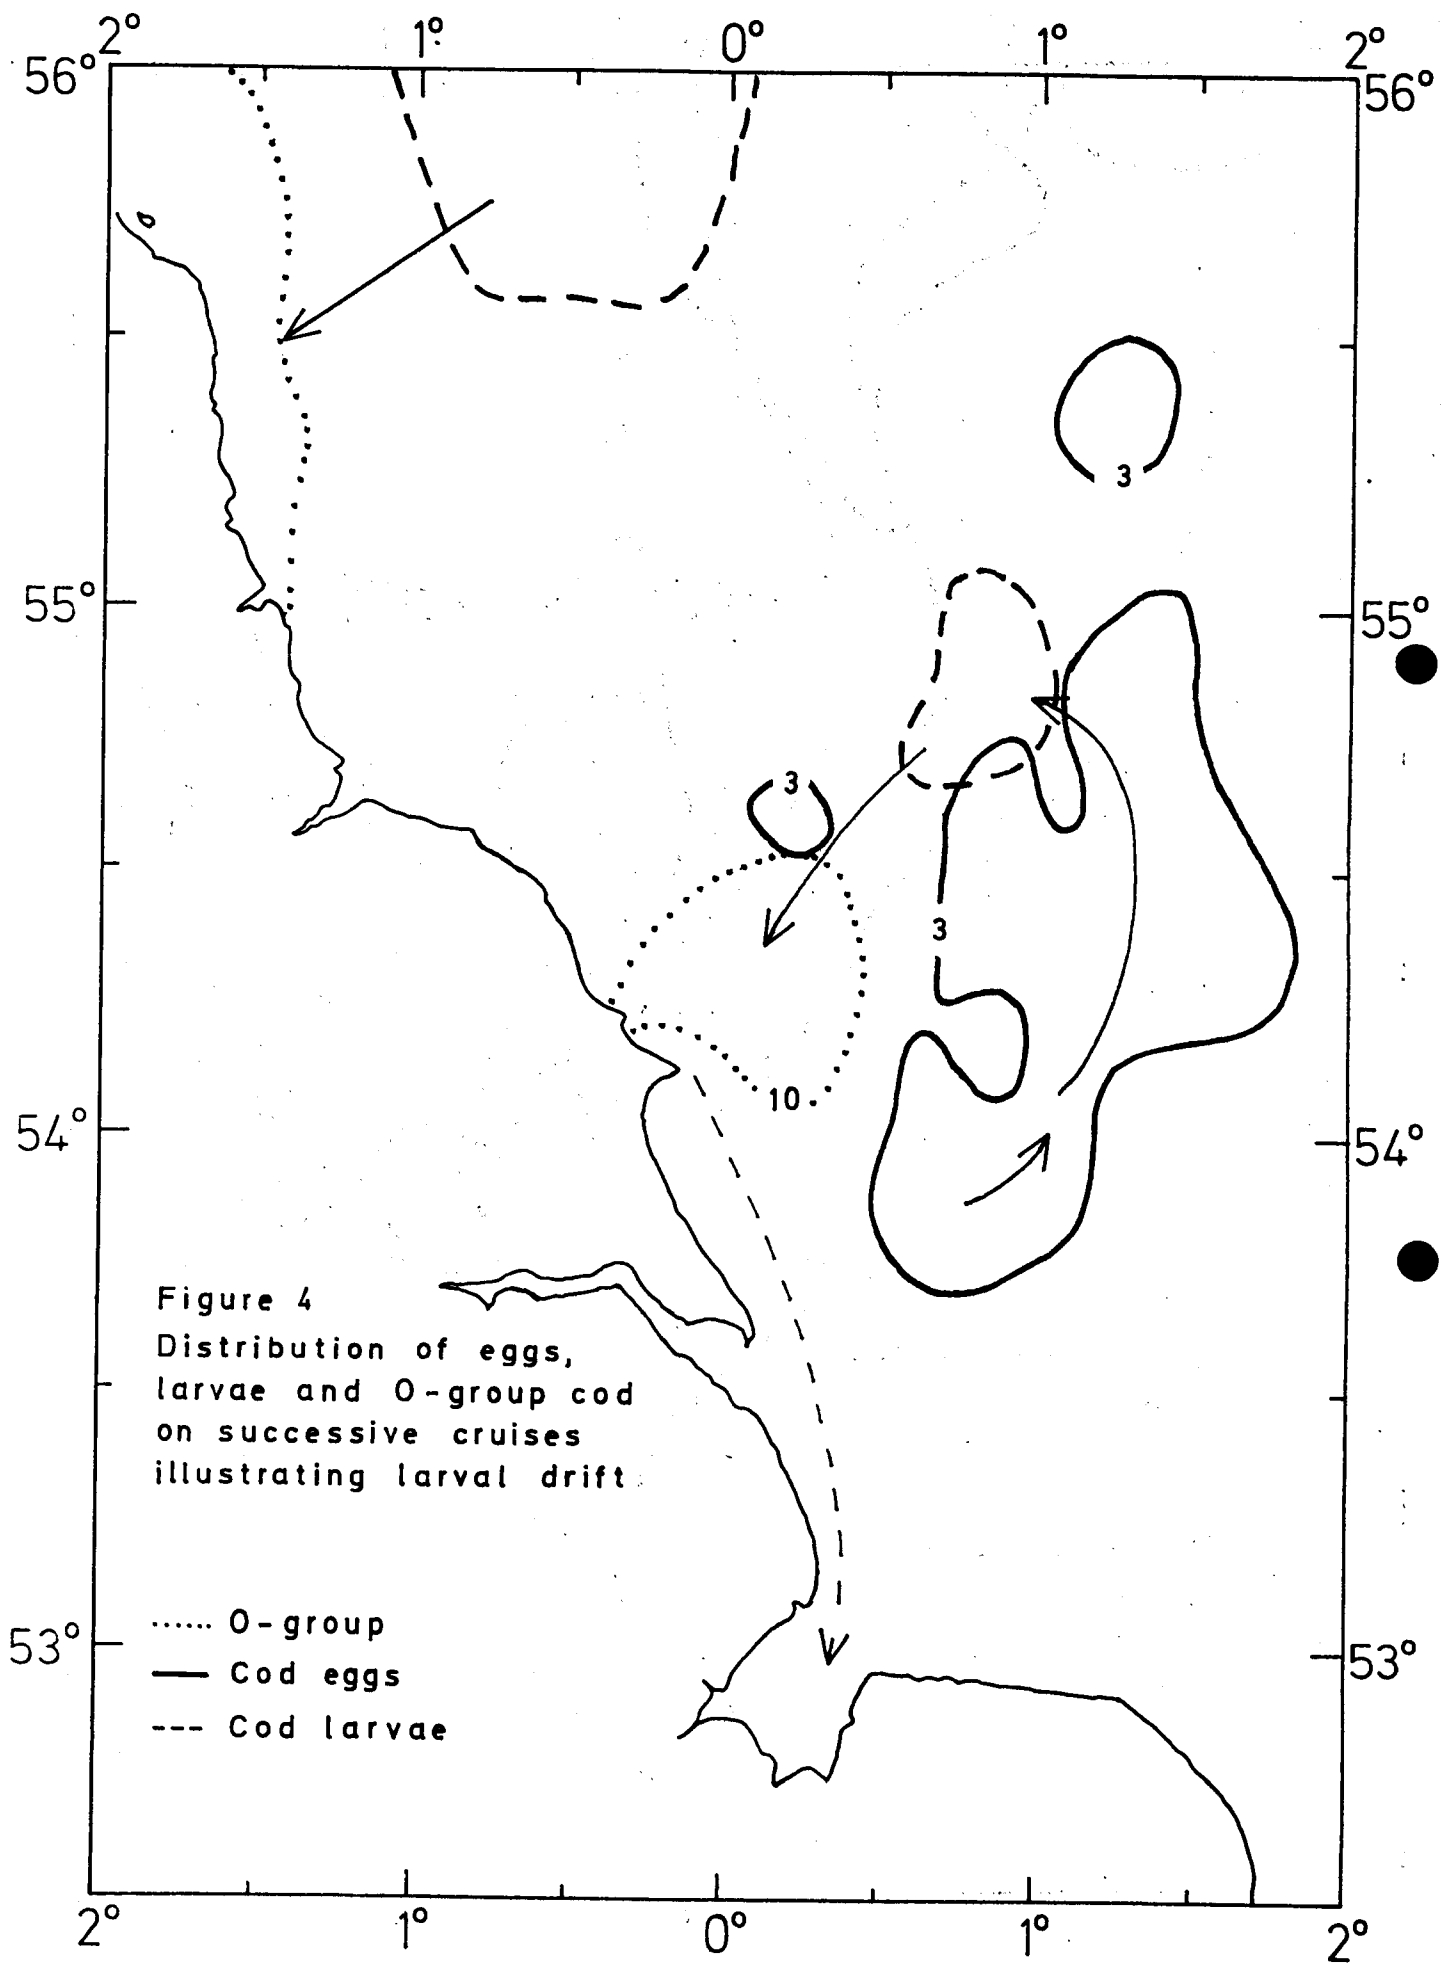 2° 1° 0° 1° 2°
56° 56°
3
55° 55°
3
3
10
54° 54°
Figure 4
Distribution of eggs,
larvae and O-group cod
on successive cruises
illustrating larval drift
...... O-group
53° 53°
Cod eggs
--- Cod larvae
2° 1° 0° 1° 2°